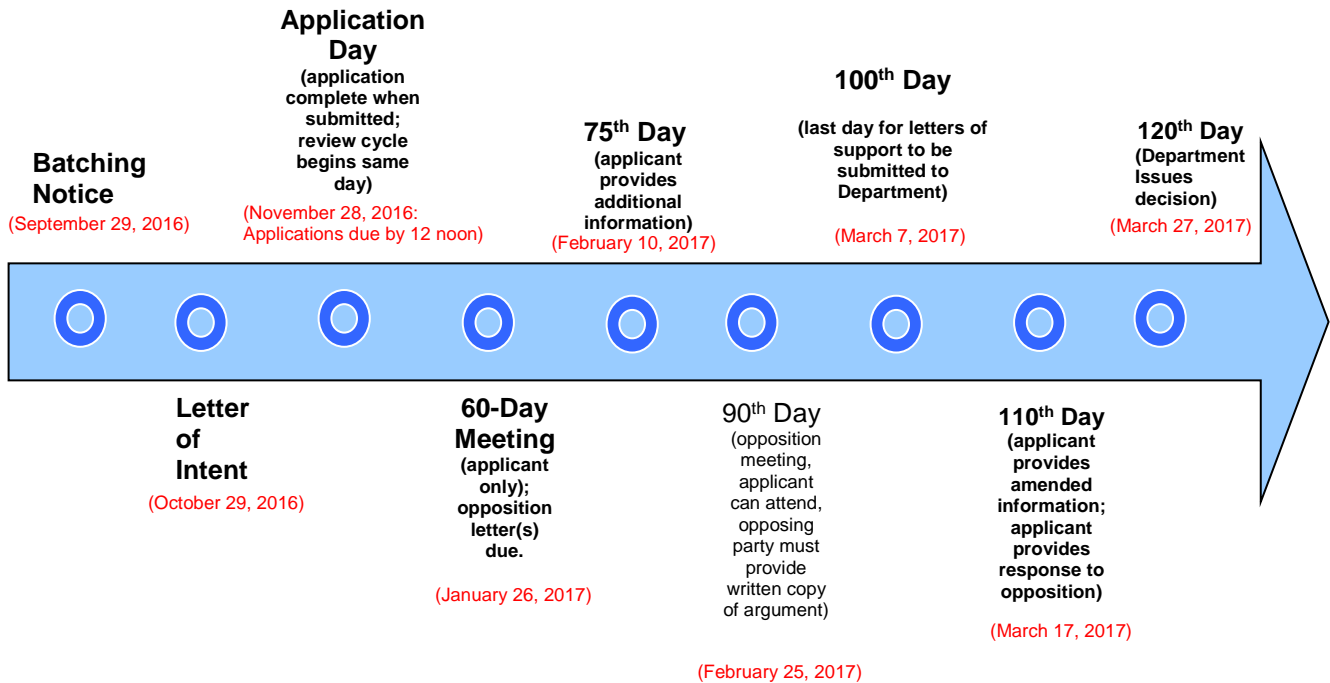 Batching
Notice
(September 29, 2016)
Letter
of
Intent
(October 29, 2016)
Application
Day
(application
complete when
submitted;
review cycle
begins same
day)
(November 28, 2016:
Applications due by 12 noon)
60-Day
Meeting
(applicant
only);
opposition
letter(s)
due.
(January 26, 2017)
75th Day
(applicant
provides
additional
information)
(February 10, 2017)
90th Day
(opposition
meeting,
applicant
can attend,
opposing
party must
provide
written copy
of argument)
(February 25, 2017)
100th Day
(last day for letters of
support to be
submitted to
Department)
(March 7, 2017)
110th Day
(applicant
provides
amended
information;
applicant
provides
response to
opposition)
(March 17, 2017)
120th Day
(Department
Issues
decision)
(March 27, 2017)